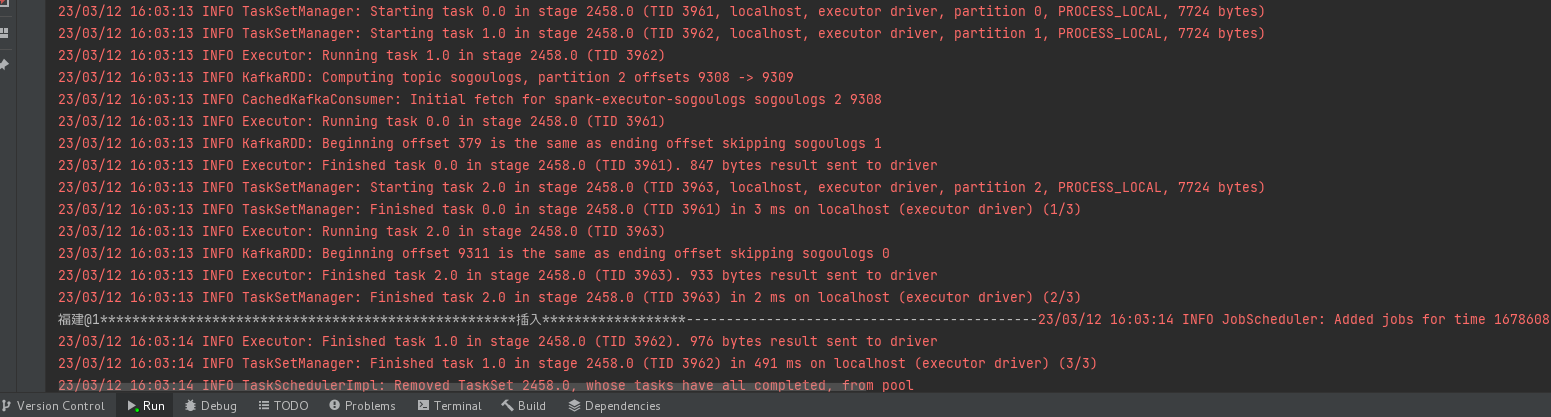 23/03/12 16:03:13 INFO TaskSetManager: Starting task 0.0 in stage 2458.0 (TID 3961, localhost, executor driver, partition 0, PROCESS_LOCAL, 7724 bytes)
23/03/12 16:03:13 INFO TaskSetManager: Starting task 1.0 in stage 2458.0 (TID 3962, localhost, executor driver, partition 1, PROCESS_LOCAL, 7724 bytes)
23/03/12 16:03:13 INFO Executor: Running task 1.0 in stage 2458.0 (TID 3962)
23/03/12 16:03:13 INFO KafkaRDD: Computing topic sogoulogs, partition 2 offsets 9308 -> 9309
23/03/12 16:03:13 INFO CachedKafkaConsumer: Initial fetch for spark-executor-sogoulogs sogoulogs 2 9308
23/03/12 16:03:13 INFO Executor: Running task 0.0 in stage 2458.0 (TID 3961)
23/03/12 16:03:13 INFO KafkaRDD: Beginning offset 379 is the same as ending offset skipping sogoulogs 1
23/03/12 16:03:13 INFO Executor: Finished task 0.0 in stage 2458.0 (TID 3961). 847 bytes result sent to driver
23/03/12 16:03:13 INFO TaskSetManager: Starting task 2.0 in stage 2458.0 (TID 3963, localhost, executor driver, partition 2, PROCESS_LOCAL, 7724 bytes)
23/03/12 16:03:13 INFO TaskSetManager: Finished task 0.0 in stage 2458.0 (TID 3961) in 3 ms on localhost (executor driver) (1/3)
23/03/12 16:03:13 INFO Executor: Running task 2.0 in stage 2458.0 (TID 3963)
23/03/12 16:03:13 INFO KafkaRDD: Beginning offset 9311 is the same as ending offset skipping sogoulogs 0
23/03/12 16:03:13 INFO Executor: Finished task 2.0 in stage 2458.0 (TID 3963). 933 bytes result sent to driver
23/03/12 16:03:13 INFO TaskSetManager: Finished task 2.0 in stage 2458.0 (TID 3963) in 2 ms on localhost (executor driver) (2/3)
福建@1****************************************************插入******************--------------------------------------------23/03/12 16:03:14 INFO JobScheduler: Added jobs for time 1678608
23/03/12 16:03:14 INFO Executor: Finished task 1.0 in stage 2458.0 (TID 3962). 976 bytes result sent to driver
23/03/12 16:03:14 INFO TaskSetManager: Finished task 1.0 in stage 2458.0 (TID 3962) in 491 ms on localhost (executor driver) (3/3)
23/03/12 16:03:14 INFO TaskSchedulerImpl: Removed TaskSet 2458.0, whose tasks have all completed, from pool
Version Control Run Debug TODO Problems Terminal Build Dependencies